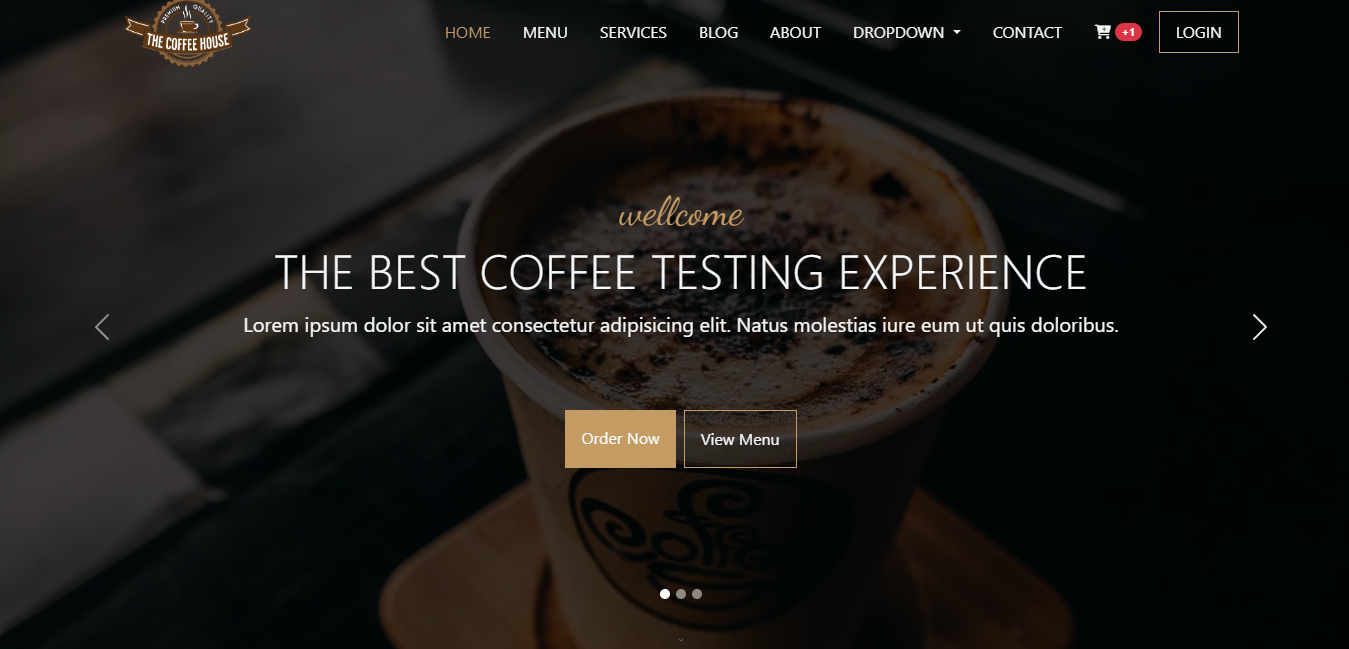 PREMIUM QUALITY
THE COFFEE HOUSE
HOME MENU SERVICES BLOG ABOUT DROPDOWN CONTACT +1 LOGIN
wellcome
THE BEST COFFEE TESTING EXPERIENCE
Lorem ipsum dolor sit amet consectetur adipisicing elit. Natus molestias iure eum ut quis doloribus.
Order Now View Menu
Coffee